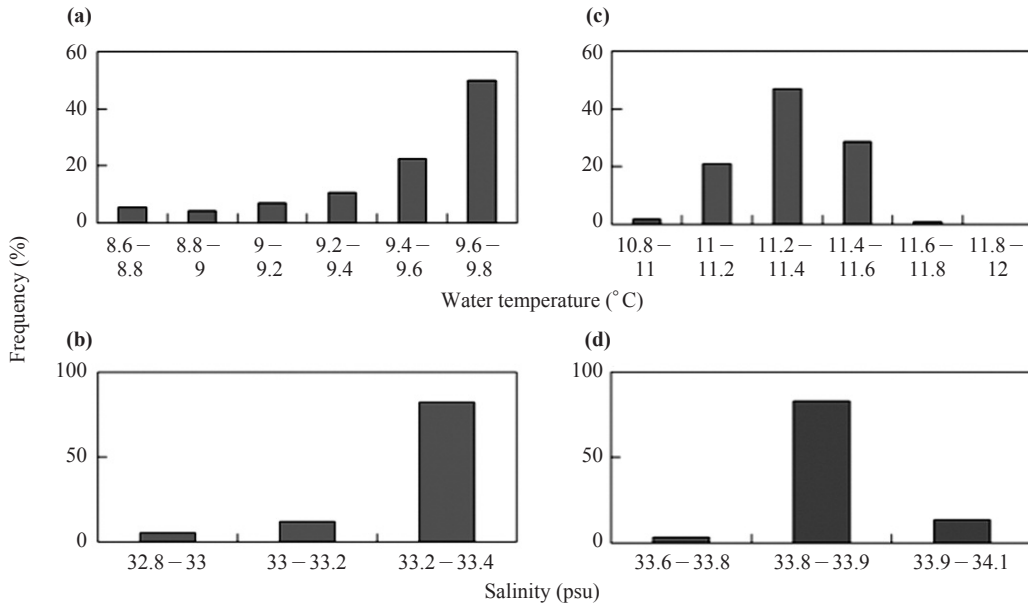 (a)
60
40
20
0
8.6– 8.8– 9– 9.2– 9.4– 9.6–
8.8 9 9.2 9.4 9.6 9.8
(c)
60
40
20
0
10.8– 11– 11.2– 11.4– 11.6– 11.8–
11 11.2 11.4 11.6 11.8 12
Water temperature (°C)
Frequency (%)
(b)
100
50
0
32.8–33 33–33.2 33.2–33.4
(d)
100
50
0
33.6–33.8 33.8–33.9 33.9–34.1
Salinity (psu)